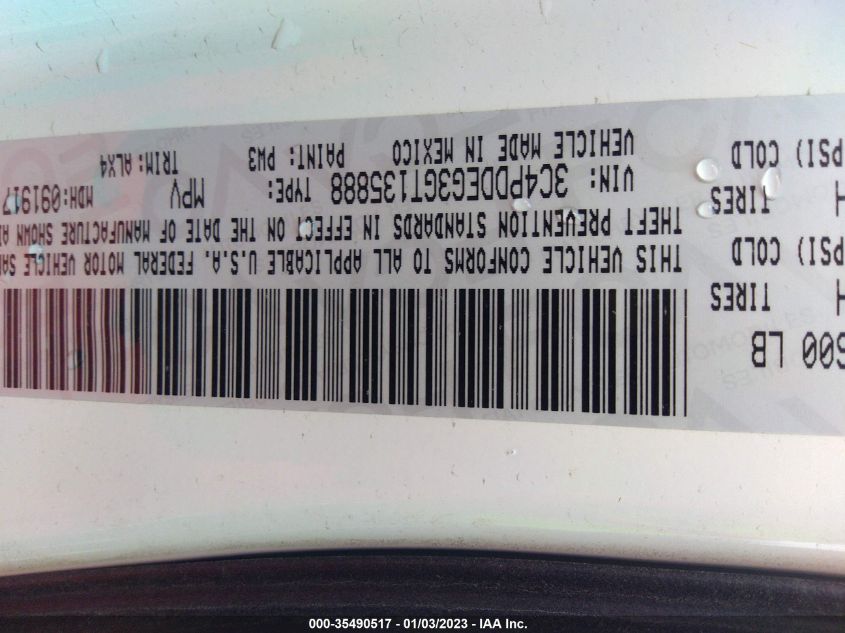 00 LB
H TIRES
PSI) COLD
H TIRES
PSI) COLD
THIS VEHICLE CONFORMS TO ALL APPLICABLE U.S.A. FEDERAL MOTOR VEHICLE SA
THEFT PREVENTION STANDARDS IN EFFECT ON THE DATE OF MANUFACTURE SHOWN A
VIN: 3C4PDDEG3GT135888 TYPE: MPV MDH:091917
VEHICLE MADE IN MEXICO PAINT: PW3 TRIM: ALX4
000-35490517 - 01/03/2023 - IAA Inc.